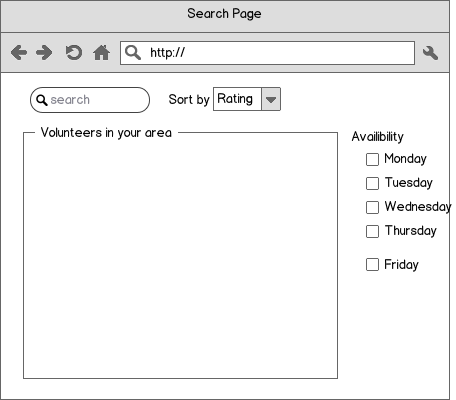 Search Page
http://
search
Sort by Rating
Volunteers in your area
Availibility
Monday
Tuesday
Wednesday
Thursday
Friday